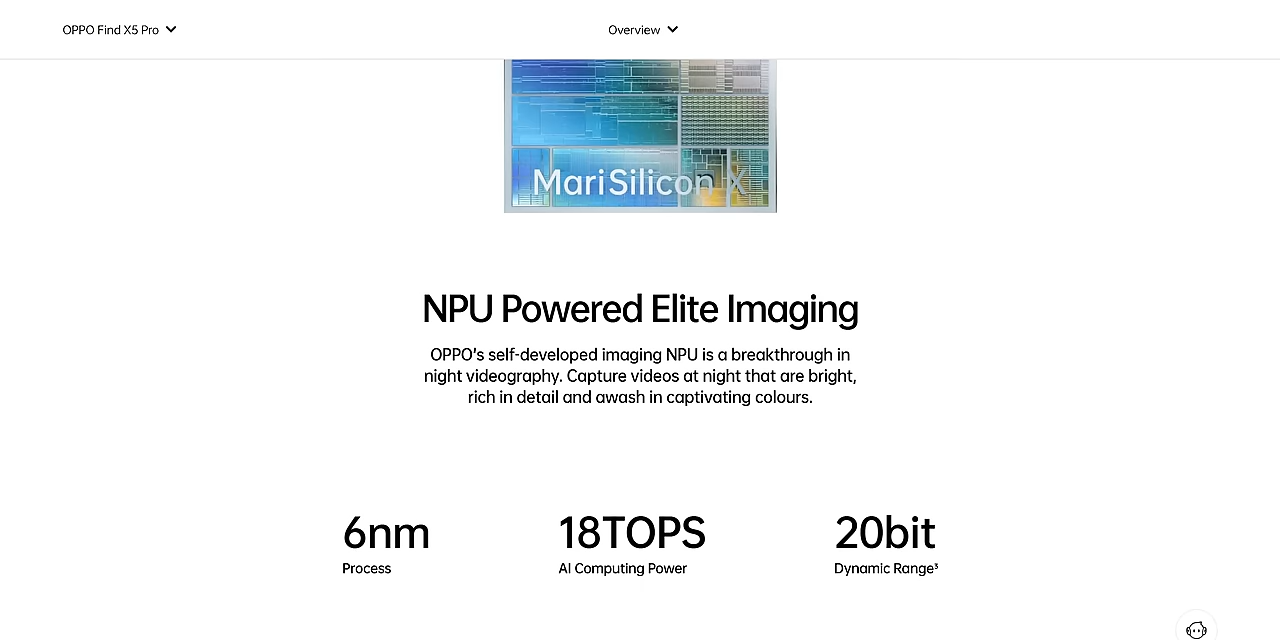 OPPO Find X5 Pro
Overview
MariSilicon X
NPU Powered Elite Imaging
OPPO's self-developed imaging NPU is a breakthrough in
night videography. Capture videos at night that are bright,
rich in detail and awash in captivating colours.
6nm
Process
18TOPS
AI Computing Power
20bit
Dynamic Range³